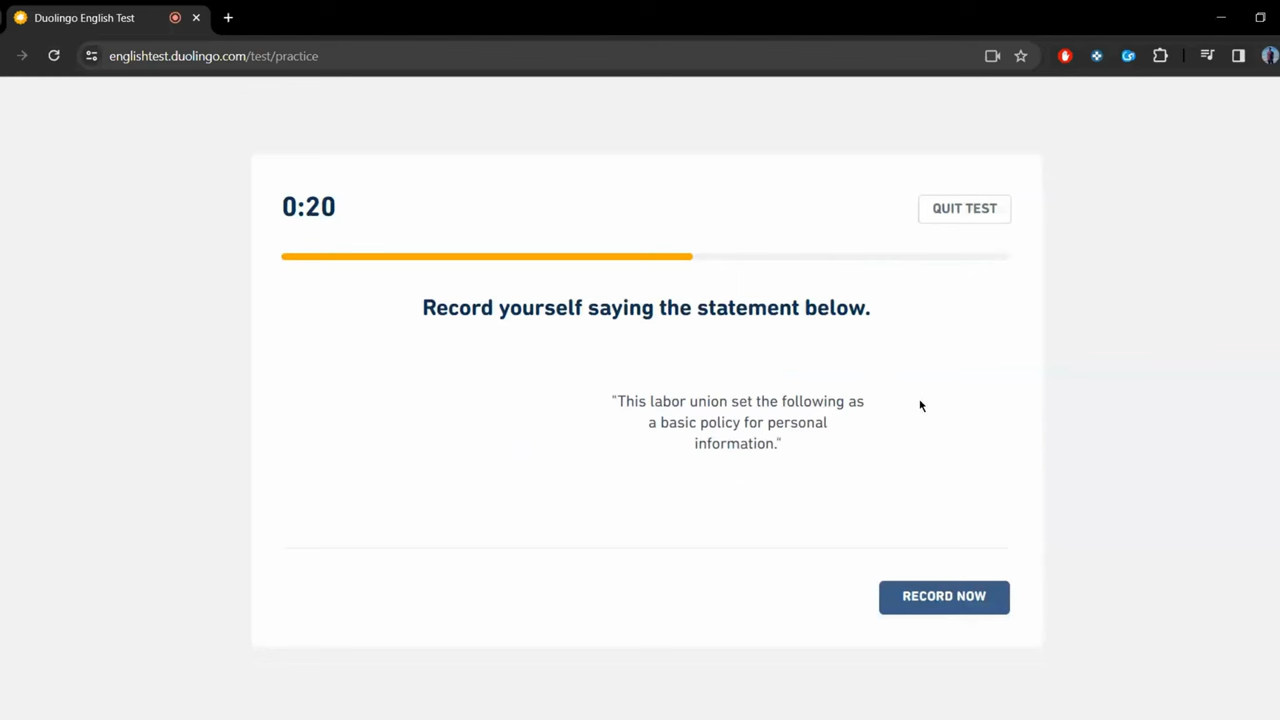 Duolingo English Test
englishtest.duolingo.com/test/practice
0:20
QUIT TEST
Record yourself saying the statement below.
"This labor union set the following as
a basic policy for personal
information."
RECORD NOW